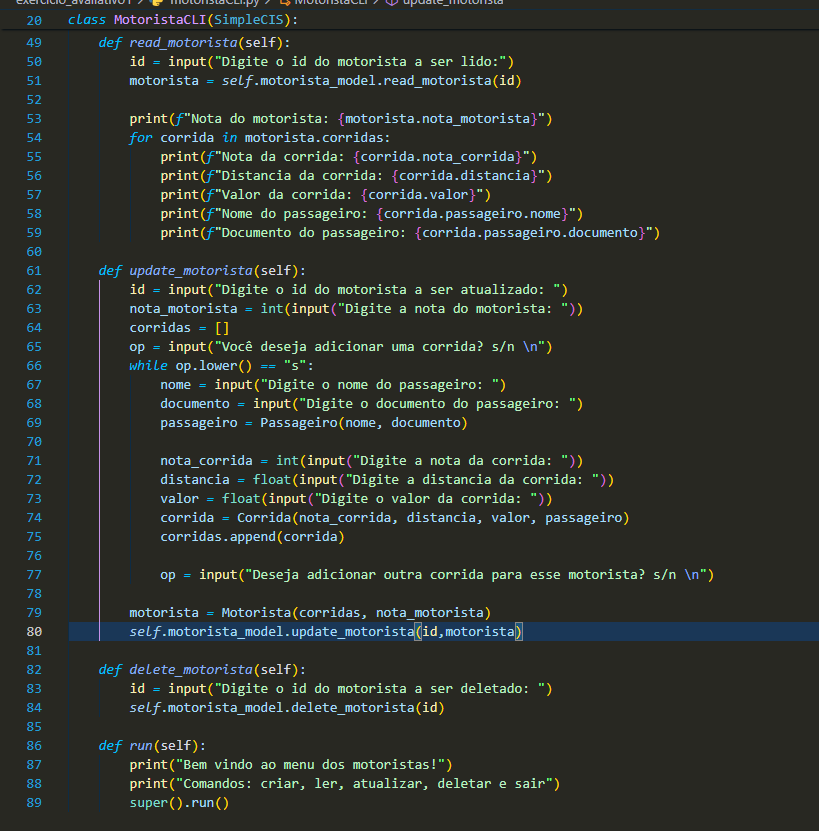 exercicio_avaliativo1 > motoristaCLI.py > MotoristaCLI > update_motorista
20 class MotoristaCLI(SimpleCIS):
49     def read_motorista(self):
50         id = input("Digite o id do motorista a ser lido:")
51         motorista = self.motorista_model.read_motorista(id)
52
53         print(f"Nota do motorista: {motorista.nota_motorista}")
54         for corrida in motorista.corridas:
55             print(f"Nota da corrida: {corrida.nota_corrida}")
56             print(f"Distancia da corrida: {corrida.distancia}")
57             print(f"Valor da corrida: {corrida.valor}")
58             print(f"Nome do passageiro: {corrida.passageiro.nome}")
59             print(f"Documento do passageiro: {corrida.passageiro.documento}")
60
61     def update_motorista(self):
62         id = input("Digite o id do motorista a ser atualizado: ")
63         nota_motorista = int(input("Digite a nota do motorista: "))
64         corridas = []
65         op = input("Você deseja adicionar uma corrida? s/n \n")
66         while op.lower() == "s":
67             nome = input("Digite o nome do passageiro: ")
68             documento = input("Digite o documento do passageiro: ")
69             passageiro = Passageiro(nome, documento)
70
71             nota_corrida = int(input("Digite a nota da corrida: "))
72             distancia = float(input("Digite a distancia da corrida: "))
73             valor = float(input("Digite o valor da corrida: "))
74             corrida = Corrida(nota_corrida, distancia, valor, passageiro)
75             corridas.append(corrida)
76
77             op = input("Deseja adicionar outra corrida para esse motorista? s/n \n")
78
79         motorista = Motorista(corridas, nota_motorista)
80         self.motorista_model.update_motorista(id,motorista)
81
82     def delete_motorista(self):
83         id = input("Digite o id do motorista a ser deletado: ")
84         self.motorista_model.delete_motorista(id)
85
86     def run(self):
87         print("Bem vindo ao menu dos motoristas!")
88         print("Comandos: criar, ler, atualizar, deletar e sair")
89         super().run()